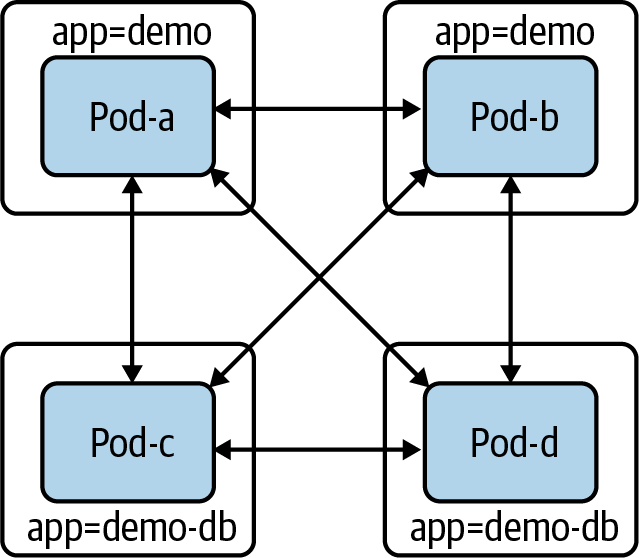 app=demo
Pod-a
app=demo
Pod-b
Pod-c
app=demo-db
Pod-d
app=demo-db